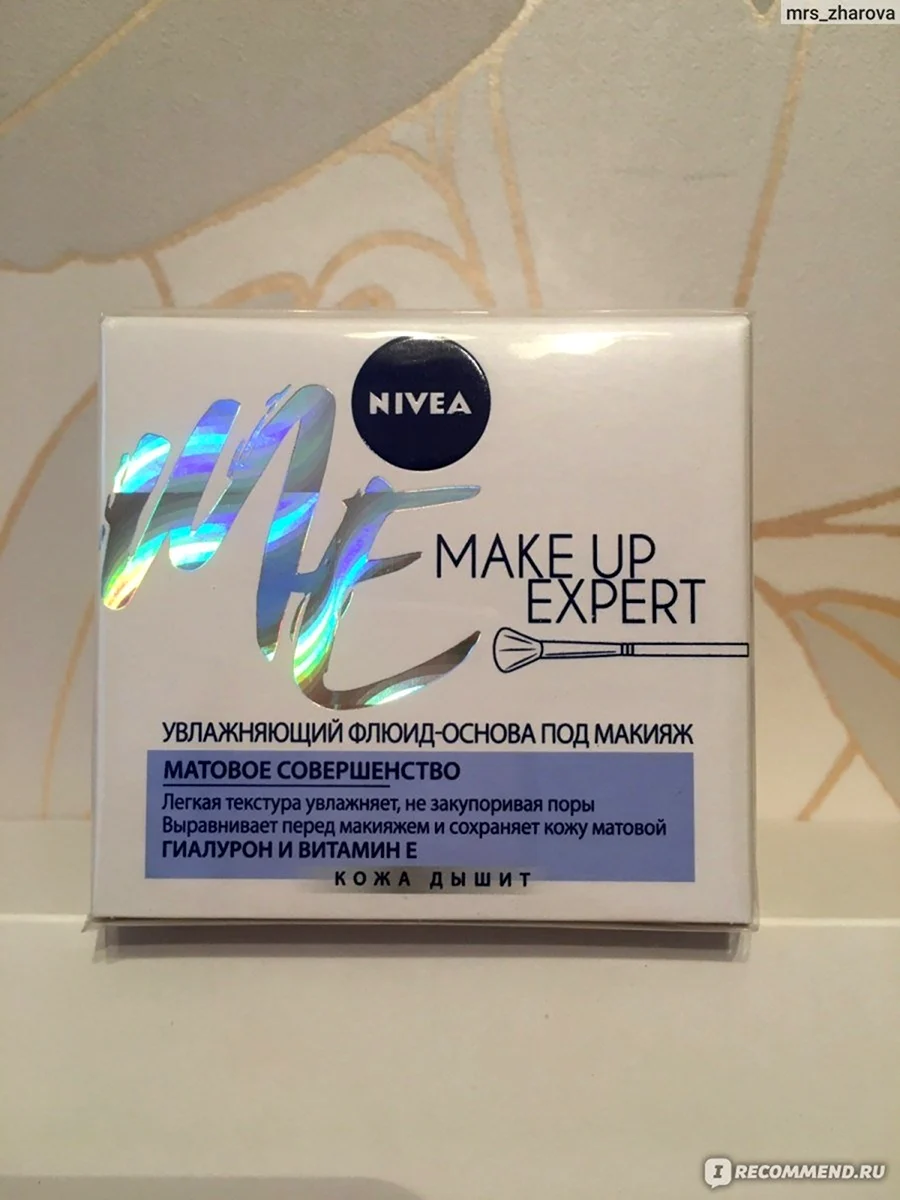 mrs_zharova
NIVEA
ME
MAKE UP
EXPERT
УВЛАЖНЯЮЩИЙ ФЛЮИД-ОСНОВА ПОД МАКИЯЖ
МАТОВОЕ СОВЕРШЕНСТВО
Легкая текстура увлажняет, не закупоривая поры
Выравнивает перед макияжем и сохраняет кожу матовой
ГИАЛУРОН И ВИТАМИН Е
КОЖА ДЫШИТ
IRECOMMEND.RU